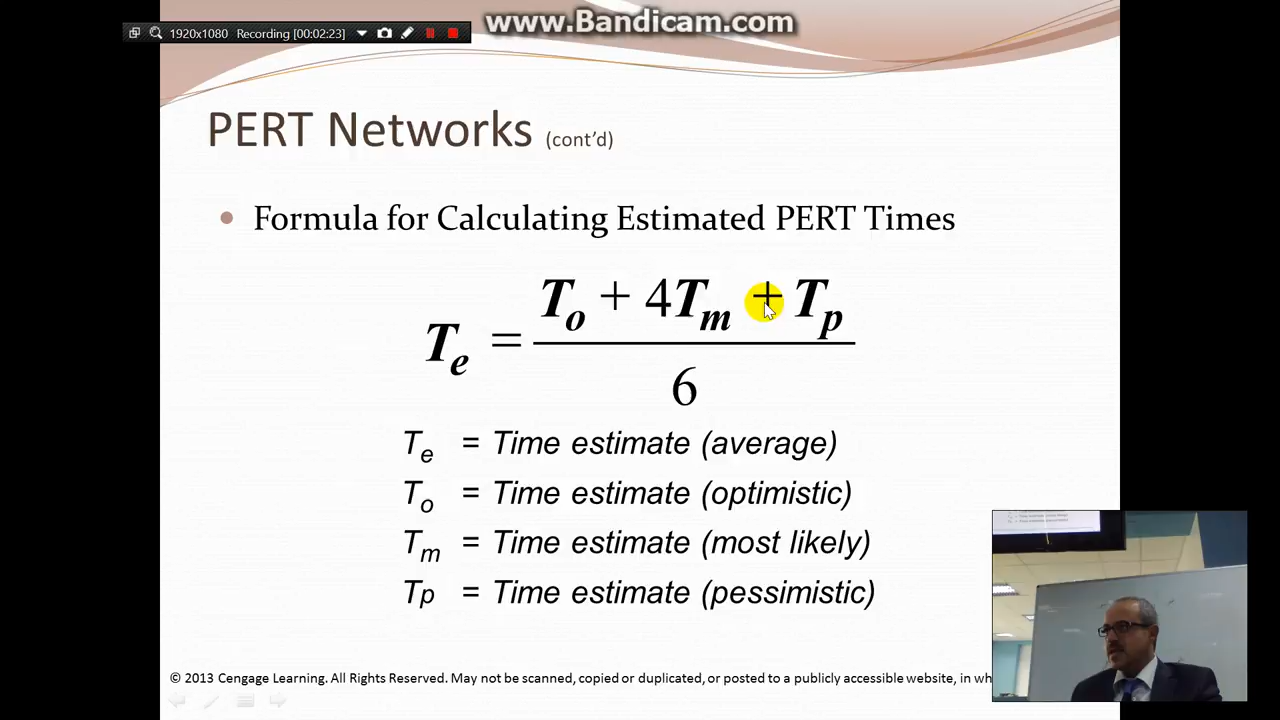 www.Bandicam.com
1920x1080 Recording [00:02:23]
PERT Networks (cont’d)
• Formula for Calculating Estimated PERT Times
Te = To + 4Tm + Tp
6
Te = Time estimate (average)
To = Time estimate (optimistic)
Tm = Time estimate (most likely)
Tp = Time estimate (pessimistic)
© 2013 Cengage Learning. All Rights Reserved. May not be scanned, copied or duplicated, or posted to a publicly accessible website, in wh